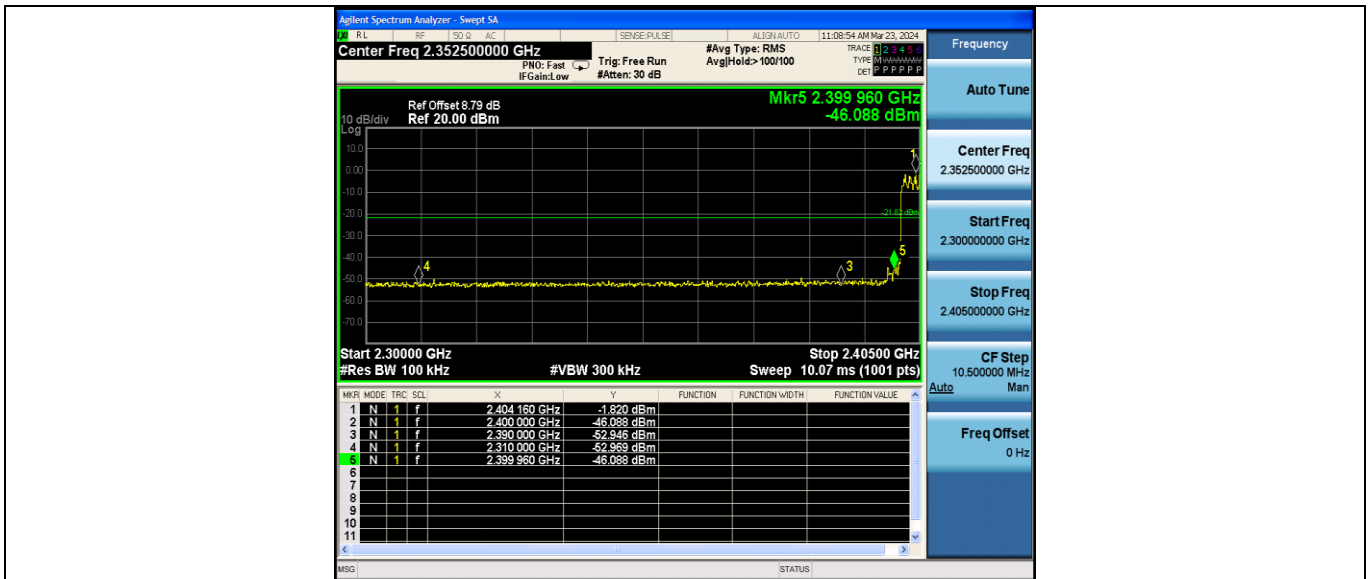 Agilent Spectrum Analyzer - Swept SA
RL RF 50 Ω AC SENSE:PULSE ALIGN AUTO 11:08:54 AM Mar 23, 2024
Center Freq 2.352500000 GHz
PNO: Fast
IFGain:Low
Trig: Free Run
#Atten: 30 dB
#Avg Type: RMS
Avg|Hold:> 100/100
TRACE 1 2 3 4 5 6
TYPE M
DET P P P P P P
Mkr5 2.399 960 GHz
-46.088 dBm
Ref Offset 8.79 dB
10 dB/div Ref 20.00 dBm
Log
10.0
0.00
-10.0
-20.0
-30.0
-40.0
-50.0
-60.0
-70.0
1
-21.82 dBm
5
4
3
Start 2.30000 GHz Stop 2.40500 GHz
#Res BW 100 kHz #VBW 300 kHz Sweep 10.07 ms (1001 pts)
MKR MODE TRC SCL X Y FUNCTION FUNCTION WIDTH FUNCTION VALUE
1 N 1 f 2.404 160 GHz -1.820 dBm
2 N 1 f 2.400 000 GHz -46.088 dBm
3 N 1 f 2.390 000 GHz -52.946 dBm
4 N 1 f 2.310 000 GHz -52.969 dBm
5 N 1 f 2.399 960 GHz -46.088 dBm
6
7
8
9
10
11
MSG STATUS
Frequency
Auto Tune
Center Freq
2.352500000 GHz
Start Freq
2.300000000 GHz
Stop Freq
2.405000000 GHz
CF Step
10.500000 MHz
Auto Man
Freq Offset
0 Hz